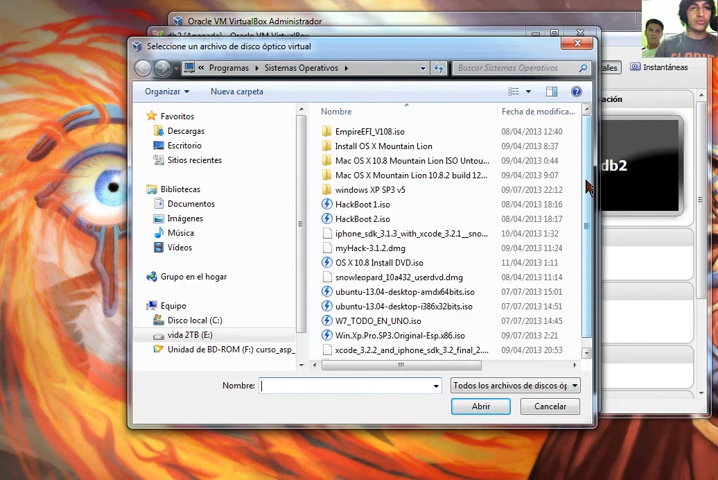 Oracle VM VirtualBox Administrador
db2 [Apagada] - Oracle VM VirtualBox
Seleccione un archivo de disco óptico virtual
Programas Sistemas Operativos Buscar Sistemas Operativos
Instantáneas
Organizar Nueva carpeta
Favoritos
Descargas
Escritorio
Sitios recientes
Bibliotecas
Documentos
Imágenes
Música
Vídeos
Grupo en el hogar
Equipo
Disco local (C:)
vida 2TB (E:)
Unidad de BD-ROM (F:) curso_asp_
Nombre Fecha de modifica...
EmpireEFI_V108.iso 08/04/2013 12:40
Install OS X Mountain Lion 09/04/2013 8:37
Mac OS X 10.8 Mountain Lion ISO Untou... 09/04/2013 0:44
Mac OS X Mountain Lion 10.8.2 build 12... 09/04/2013 9:07
windows XP SP3 v5 09/07/2013 22:12
HackBoot 1.iso 08/04/2013 18:16
HackBoot 2.iso 08/04/2013 18:17
iphone_sdk_3.1.3_with_xcode_3.2.1__sno... 10/04/2013 1:32
myHack-3.1.2.dmg 09/04/2013 11:24
OS X 10.8 Install DVD.iso 11/04/2013 1:11
snowleopard_10a432_userdvd.dmg 08/04/2013 11:14
ubuntu-13.04-desktop-amdx64bits.iso 07/07/2013 15:01
ubuntu-13.04-desktop-i386x32bits.iso 07/07/2013 14:51
W7_TODO_EN_UNO.iso 07/07/2013 14:45
Win.Xp.Pro.SP3.Original-Esp.x86.iso 09/07/2013 2:21
xcode_3.2.2_and_iphone_sdk_3.2_final_2.... 09/04/2013 20:53
db2
Nombre: Todos los archivos de discos óp
Abrir Cancelar